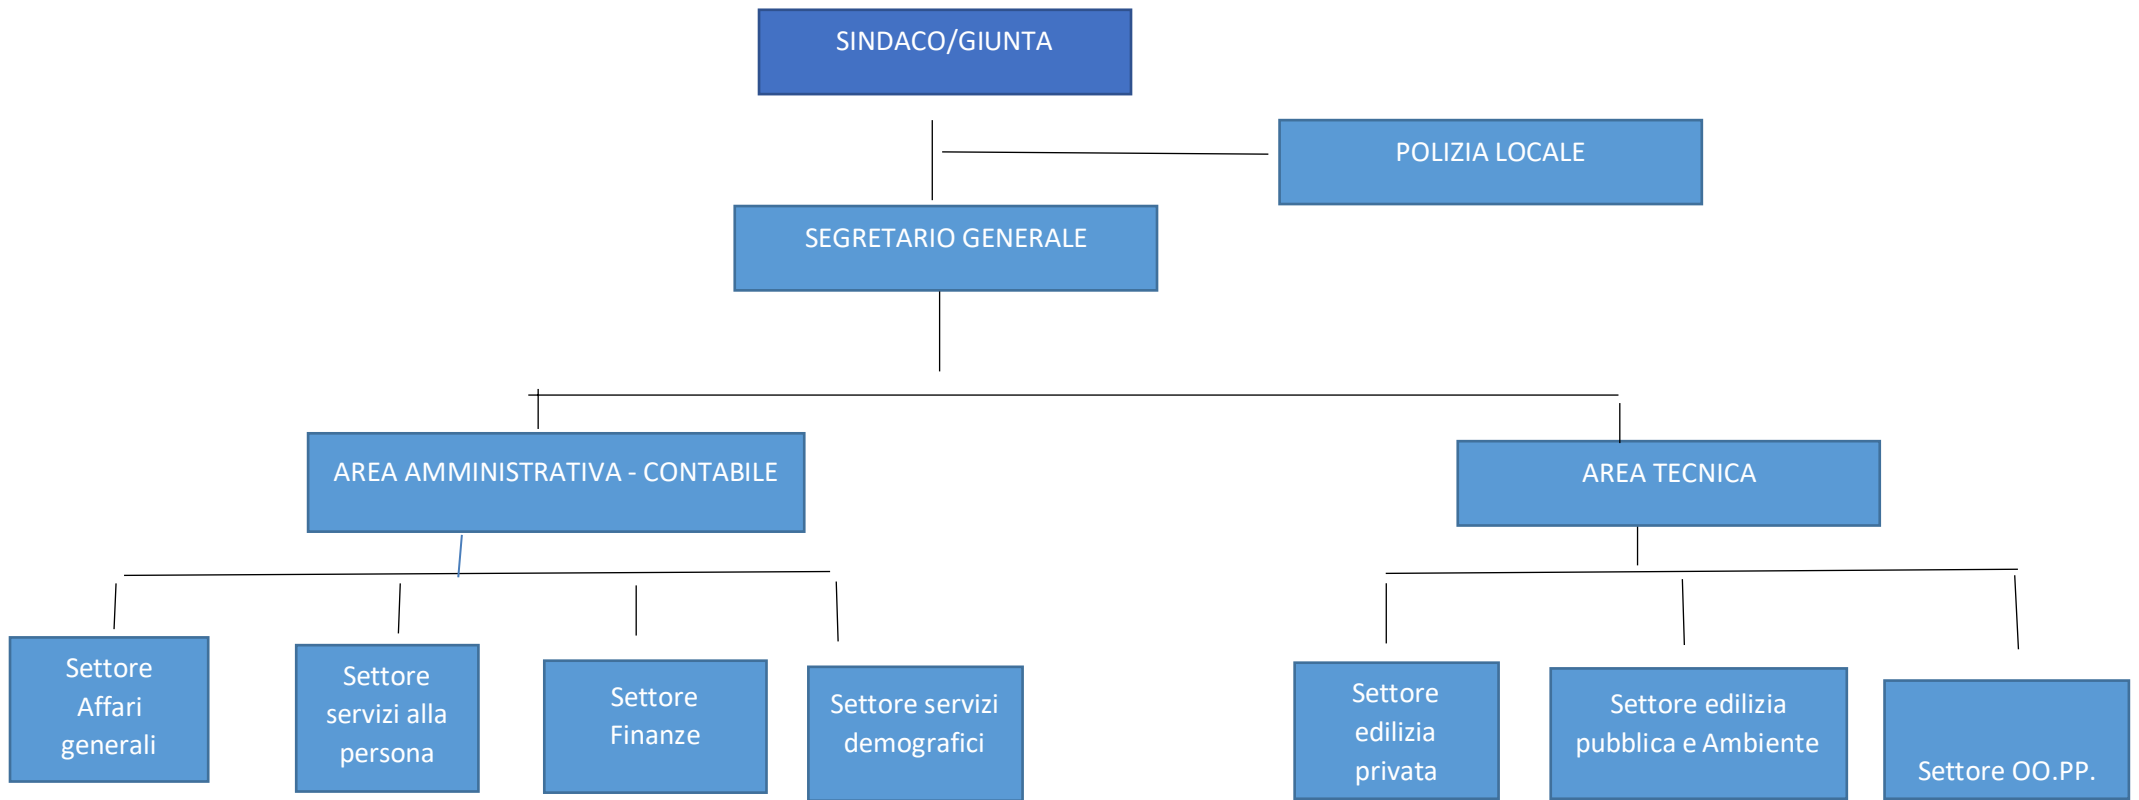 SINDACO/GIUNTA
POLIZIA LOCALE
SEGRETARIO GENERALE
AREA AMMINISTRATIVA - CONTABILE
AREA TECNICA
Settore
Affari
generali
Settore
servizi alla
persona
Settore
Finanze
Settore servizi
demografici
Settore
edilizia
privata
Settore edilizia
pubblica e Ambiente
Settore OO.PP.